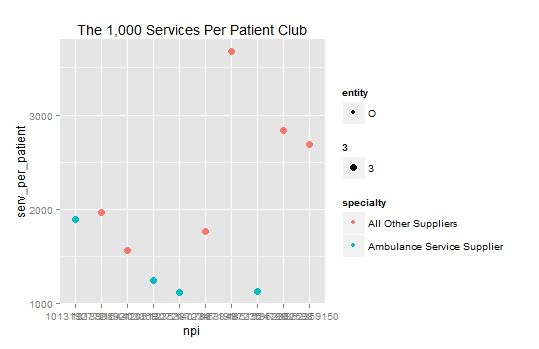 The 1,000 Services Per Patient Club
serv_per_patient
3000
2000
1000
npi
entity
O
3
3
specialty
All Other Suppliers
Ambulance Service Supplier